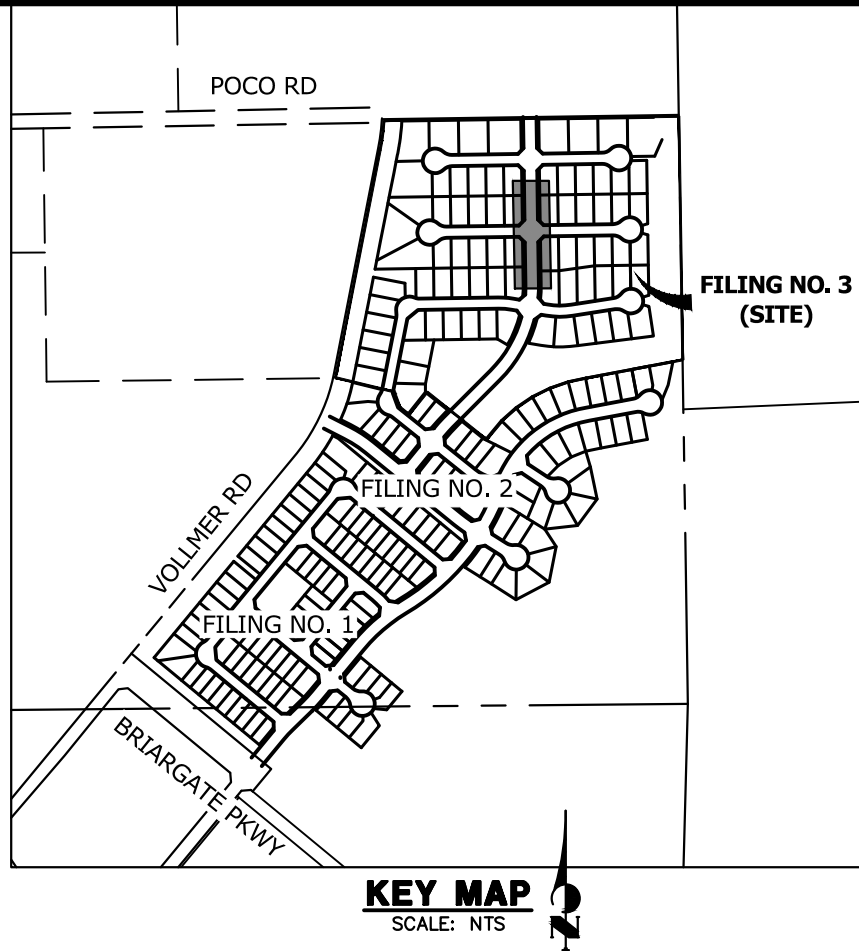 POCO RD
FILING NO. 3
(SITE)
FILING NO. 2
VOLLMER RD
FILING NO. 1
BRIARGATE PKWY
KEY MAP
SCALE: NTS
N